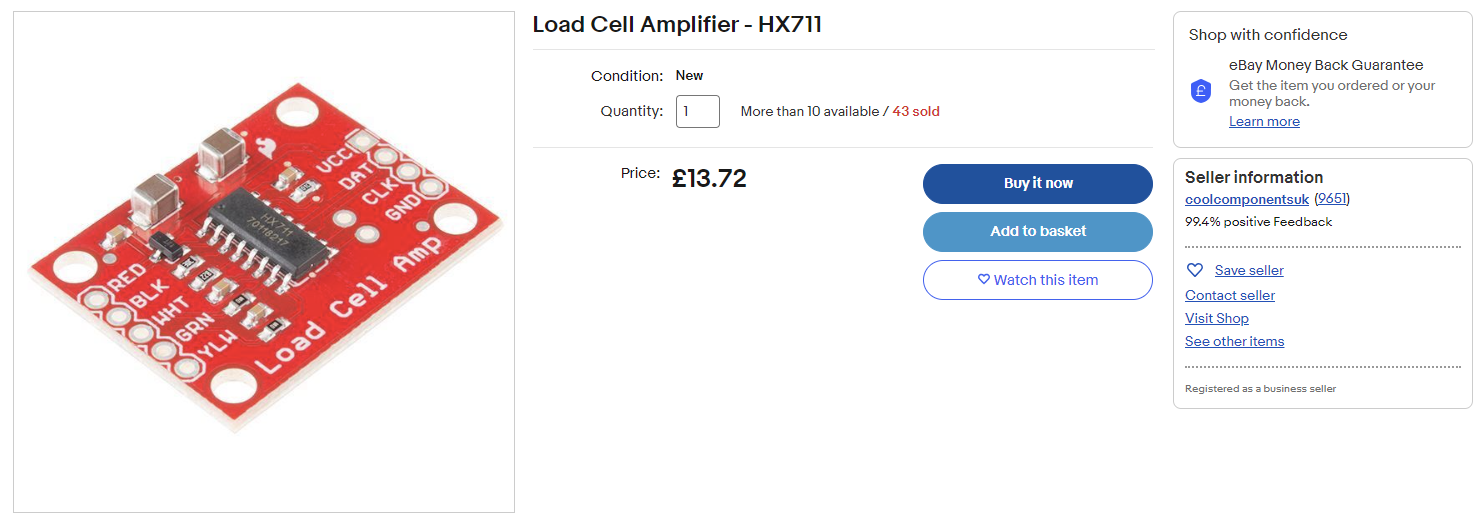 Load Cell Amplifier - HX711
Condition: New
Quantity: 1 More than 10 available / 43 sold
Price: £13.72
Buy it now
Add to basket
Watch this item
Shop with confidence
eBay Money Back Guarantee
Get the item you ordered or your
money back.
Learn more
Seller information
coolcomponentsuk (9651)
99.4% positive Feedback
Save seller
Contact seller
Visit Shop
See other items
Registered as a business seller
VCC
DAT
CLK
GND
HX711
70118217
RED
BLK
WHT
GRN
YLW
Load Cell Amp